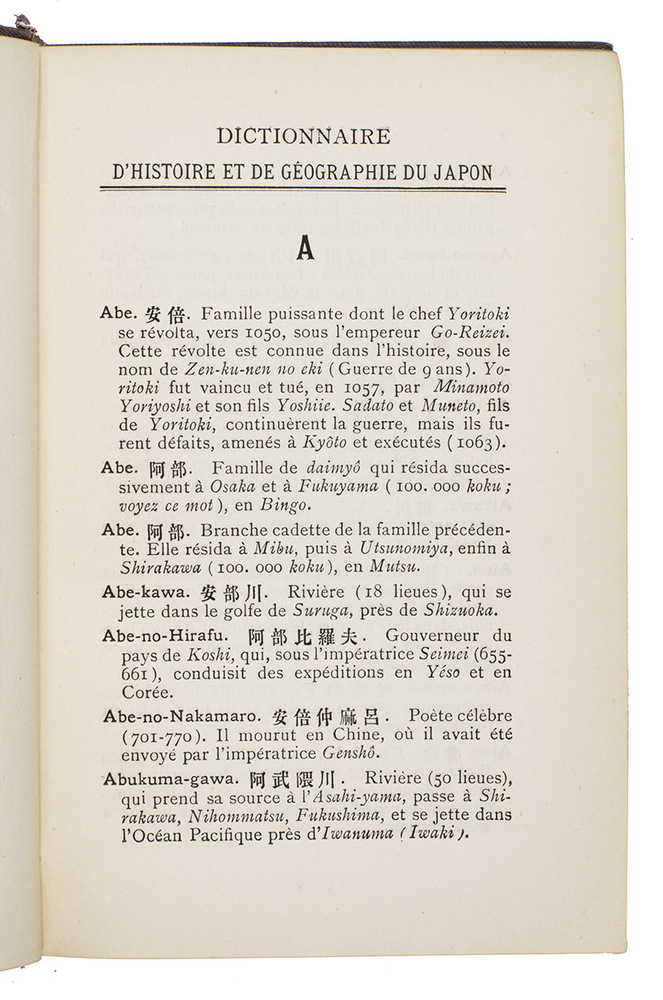 DICTIONNAIRE
D'HISTOIRE ET DE GÉOGRAPHIE DU JAPON
A
Abe. 安倍. Famille puissante dont le chef Yoritoki
se révolta, vers 1050, sous l'empereur Go-Reizei.
Cette révolte est connue dans l'histoire, sous le
nom de Zen-ku-nen no eki (Guerre de 9 ans). Yo-
ritoki fut vaincu et tué, en 1057, par Minamoto
Yoriyoshi et son fils Yoshiie. Sadato et Muneto, fils
de Yoritoki, continuèrent la guerre, mais ils fu-
rent défaits, amenés à Kyôto et exécutés (1063).
Abe. 阿部. Famille de daimyô qui résida succes-
sivement à Osaka et à Fukuyama (100. 000 koku ;
voyez ce mot), en Bingo.
Abe. 阿部. Branche cadette de la famille précéden-
te. Elle résida à Mibu, puis à Utsunomiya, enfin à
Shirakawa (100. 000 koku), en Mutsu.
Abe-kawa. 安部川. Rivière (18 lieues), qui se
jette dans le golfe de Suruga, près de Shizuoka.
Abe-no-Hirafu. 阿部比羅夫. Gouverneur du
pays de Koshi, qui, sous l'impératrice Seimei (655-
661), conduisit des expéditions en Yéso et en
Corée.
Abe-no-Nakamaro. 安倍仲麻呂. Poète célèbre
(701-770). Il mourut en Chine, où il avait été
envoyé par l'impératrice Genshô.
Abukuma-gawa. 阿武隈川. Rivière (50 lieues),
qui prend sa source à l'Asahi-yama, passe à Shi-
rakawa, Nihommatsu, Fukushima, et se jette dans
l'Océan Pacifique près d'Iwanuma (Iwaki).